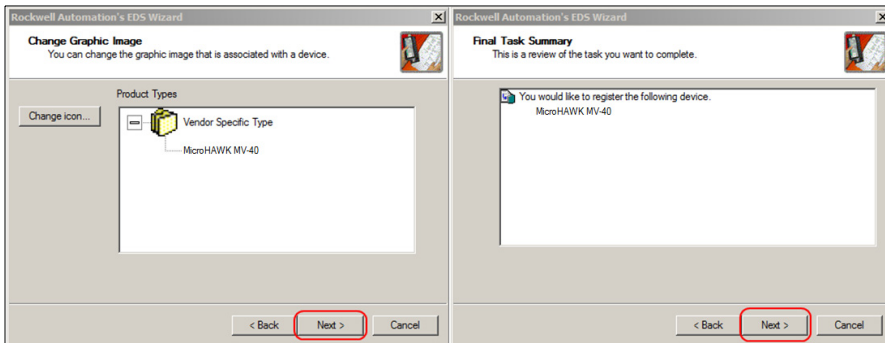 Rockwell Automation's EDS Wizard
Change Graphic Image
You can change the graphic image that is associated with a device.
Product Types
Change icon...
Vendor Specific Type
MicroHAWK MV-40
< Back
Next >
Cancel
Rockwell Automation's EDS Wizard
Final Task Summary
This is a review of the task you want to complete.
You would like to register the following device.
MicroHAWK MV-40
< Back
Next >
Cancel